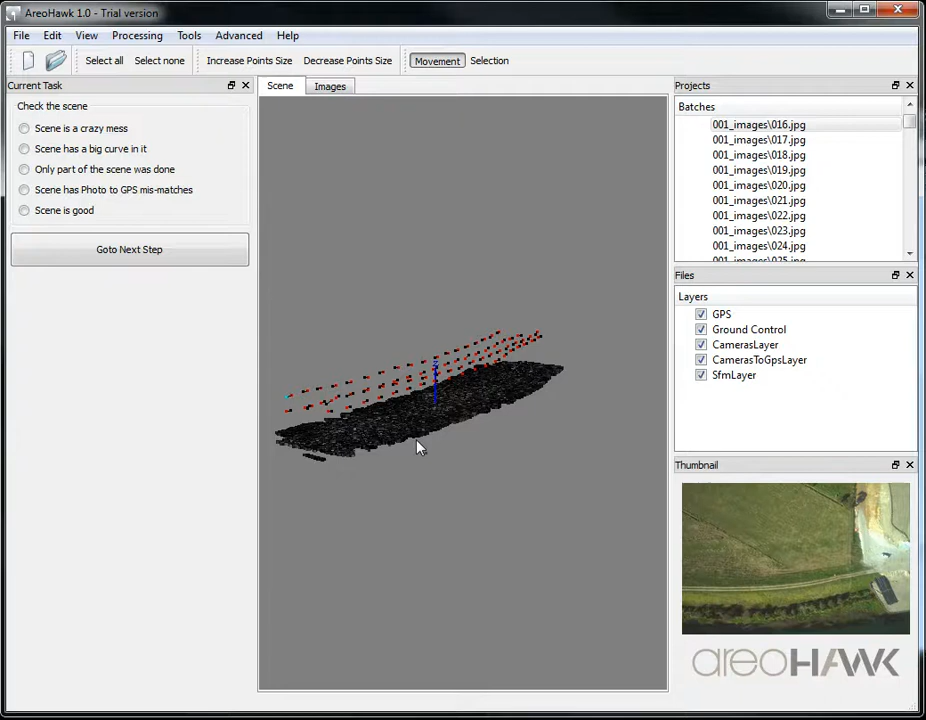 AreoHawk 1.0 - Trial version
File Edit View Processing Tools Advanced Help
Select all Select none Increase Points Size Decrease Points Size Movement Selection
Current Task
Check the scene
Scene is a crazy mess
Scene has a big curve in it
Only part of the scene was done
Scene has Photo to GPS mis-matches
Scene is good
Goto Next Step
Scene Images
Projects
Batches
001_images\016.jpg
001_images\017.jpg
001_images\018.jpg
001_images\019.jpg
001_images\020.jpg
001_images\021.jpg
001_images\022.jpg
001_images\023.jpg
001_images\024.jpg
001_images\025.jpg
Files
Layers
GPS
Ground Control
CamerasLayer
CamerasToGpsLayer
SfmLayer
Thumbnail
areoHAWK